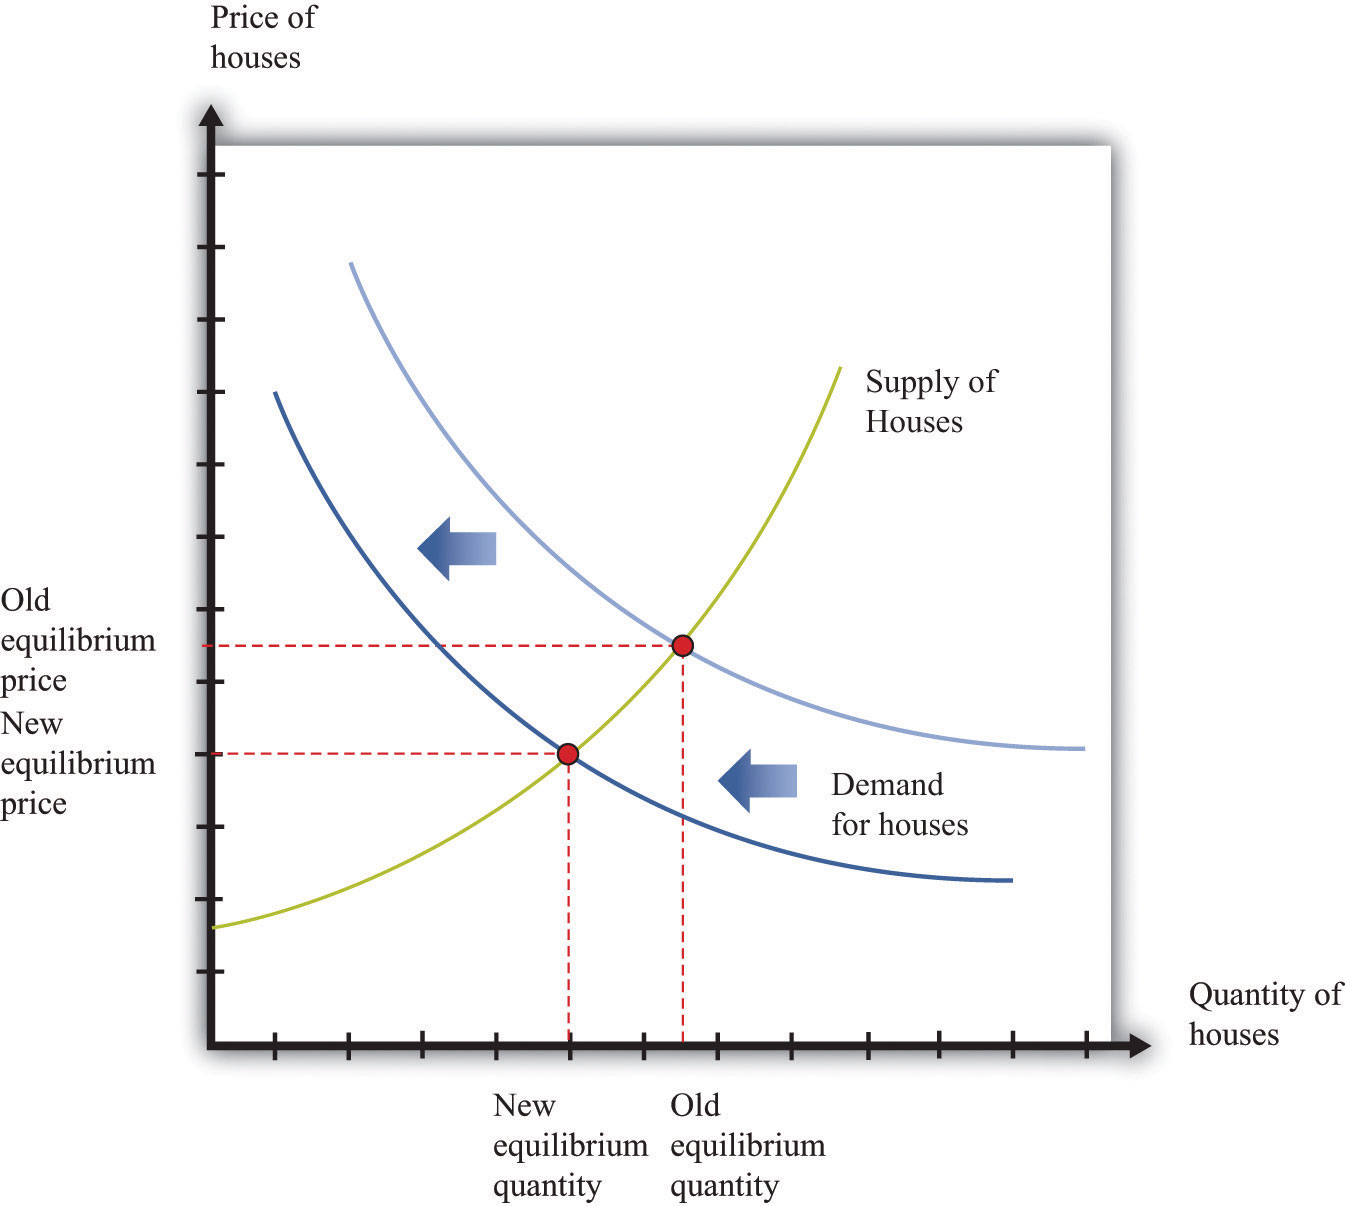 Price of
houses
Supply of
Houses
Old
equilibrium
price
New
equilibrium
price
Demand
for houses
Quantity of
houses
New
equilibrium
quantity
Old
equilibrium
quantity